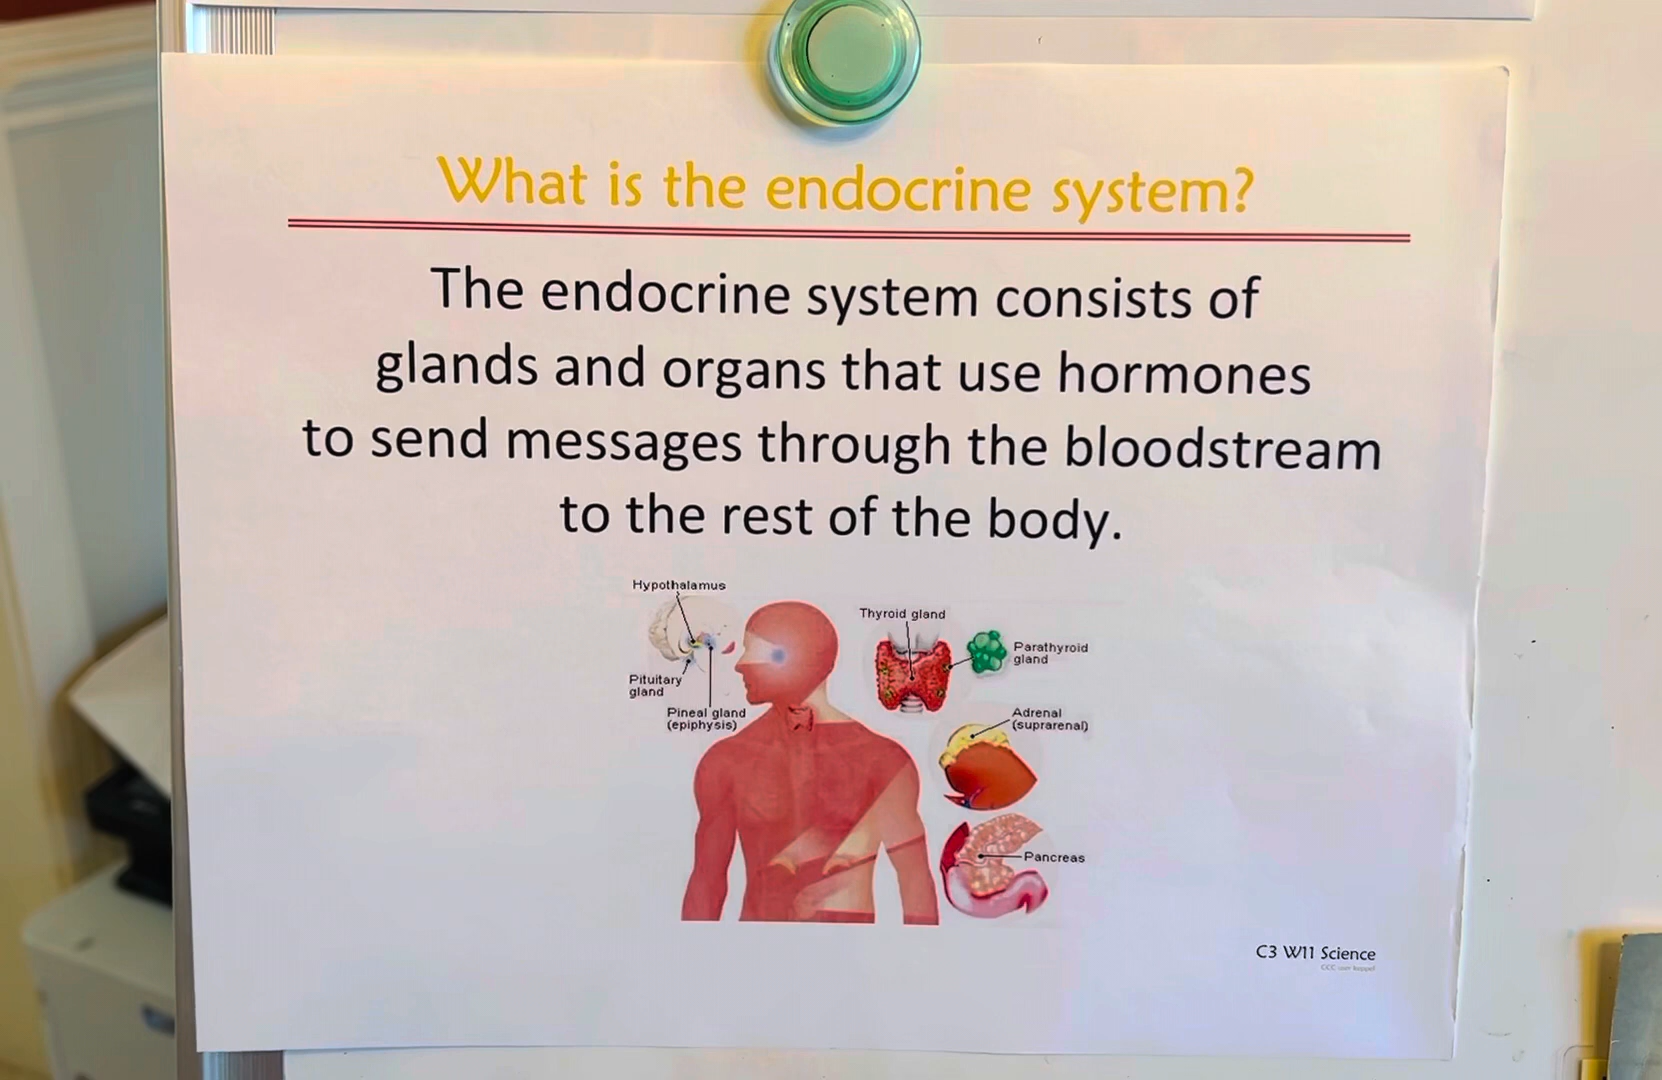 What is the endocrine system?
The endocrine system consists of
glands and organs that use hormones
to send messages through the bloodstream
to the rest of the body.
Hypothalamus
Pituitary
gland
Pineal gland
(epiphysis)
Thyroid gland
Parathyroid
gland
Adrenal
(suprarenal)
Pancreas
C3 W11 Science
CCC user